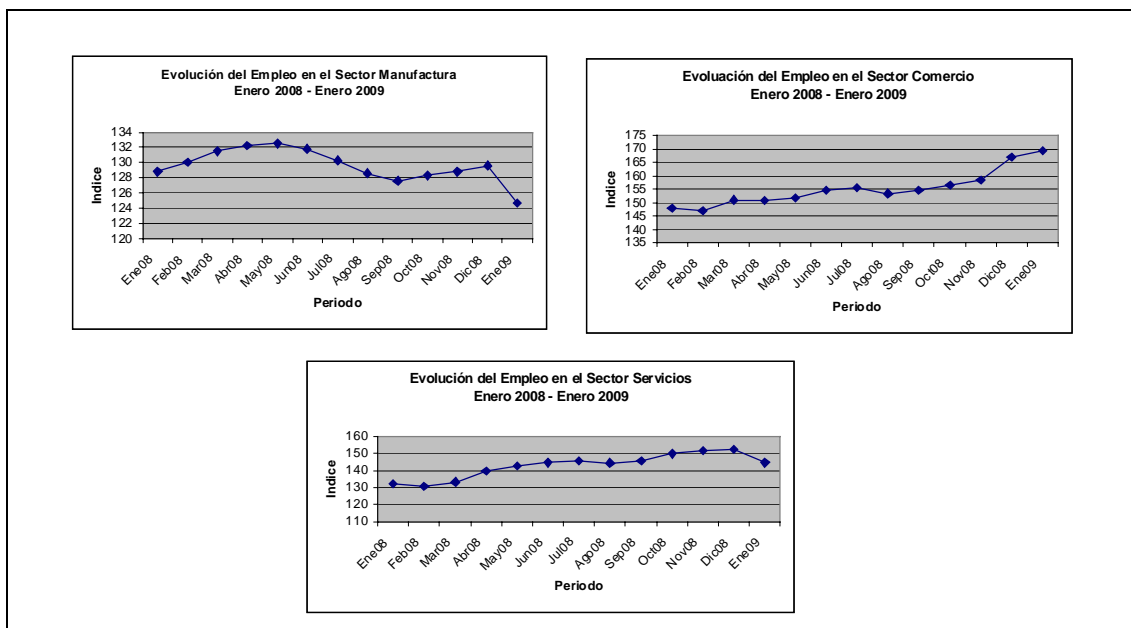 Evolución del Empleo en el Sector Manufactura
Enero 2008 - Enero 2009
Indice
134
132
130
128
126
124
122
120
Ene08
Feb08
Mar08
Abr08
May08
Jun08
Jul08
Ago08
Sep08
Oct08
Nov08
Dic08
Ene09
Periodo
Evoluación del Empleo en el Sector Comercio
Enero 2008 - Enero 2009
Indice
175
170
165
160
155
150
145
140
135
Ene08
Feb08
Mar08
Abr08
May08
Jun08
Jul08
Ago08
Sep08
Oct08
Nov08
Dic08
Ene09
Periodo
Evolución del Empleo en el Sector Servicios
Enero 2008 - Enero 2009
Indice
160
150
140
130
120
110
Ene08
Feb08
Mar08
Abr08
May08
Jun08
Jul08
Ago08
Sep08
Oct08
Nov08
Dic08
Ene09
Periodo